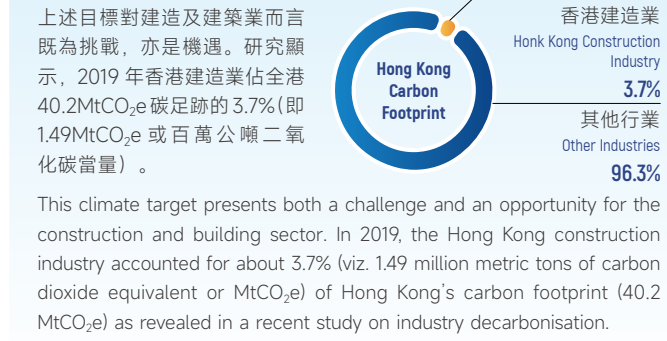 上述目標對建造及建築業而言
既為挑戰，亦是機遇。研究顯
示，2019 年香港建造業佔全港
40.2MtCO₂e 碳足跡的 3.7%（即
1.49MtCO₂e 或百萬公噸二氧
化碳當量）。
Hong Kong
Carbon
Footprint
香港建造業
Honk Kong Construction
Industry
3.7%
其他行業
Other Industries
96.3%
This climate target presents both a challenge and an opportunity for the
construction and building sector. In 2019, the Hong Kong construction
industry accounted for about 3.7% (viz. 1.49 million metric tons of carbon
dioxide equivalent or MtCO₂e) of Hong Kong's carbon footprint (40.2
MtCO₂e) as revealed in a recent study on industry decarbonisation.